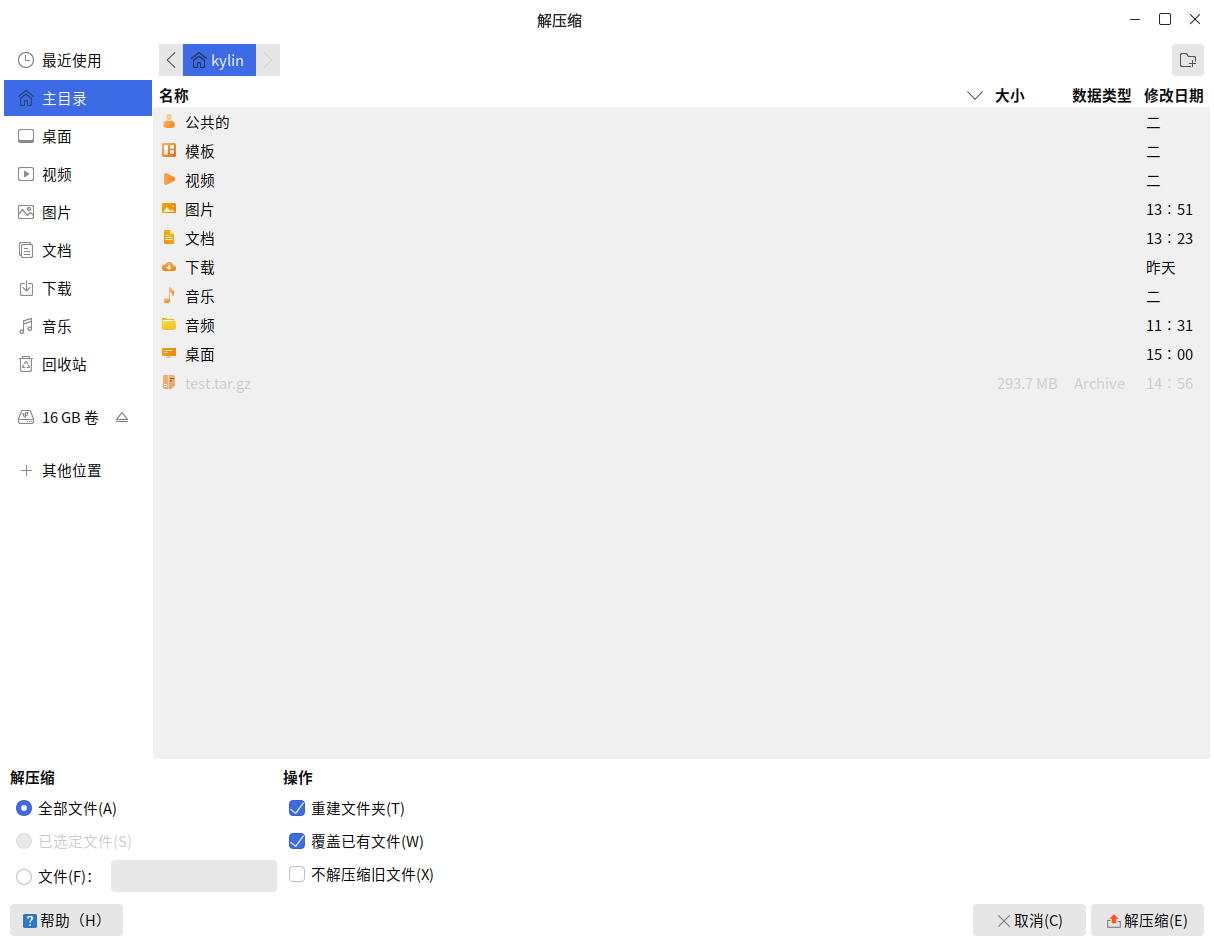 解压缩
最近使用
主目录
桌面
视频
图片
文档
下载
音乐
回收站
16 GB 卷
其他位置
kylin
名称 大小 数据类型 修改日期
公共的 二
模板 二
视频 二
图片 13：51
文档 13：23
下载 昨天
音乐 二
音频 11：31
桌面 15：00
test.tar.gz 293.7 MB Archive 14：56
解压缩
全部文件(A)
已选定文件(S)
文件(F)：
操作
重建文件夹(T)
覆盖已有文件(W)
不解压缩旧文件(X)
帮助（H）
取消(C)
解压缩(E)